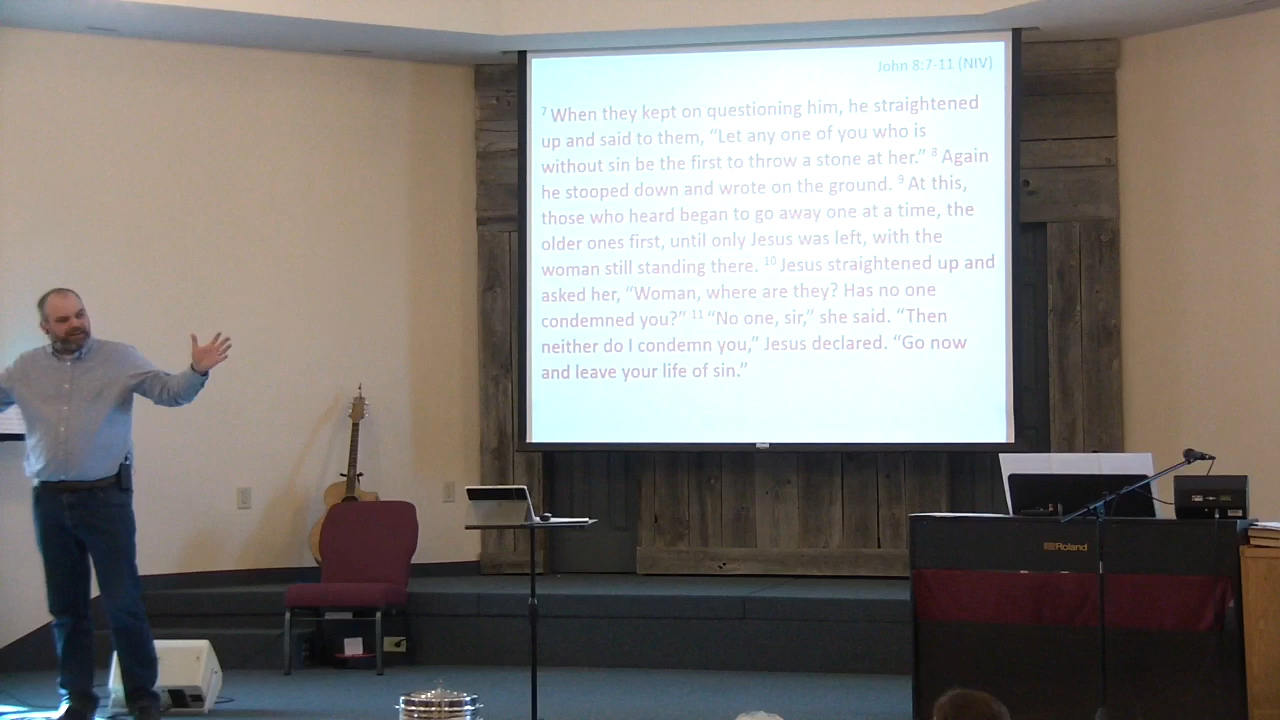 John 8:7-11 (NIV)
⁷ When they kept on questioning him, he straightened
up and said to them, “Let any one of you who is
without sin be the first to throw a stone at her.” ⁸ Again
he stooped down and wrote on the ground. ⁹ At this,
those who heard began to go away one at a time, the
older ones first, until only Jesus was left, with the
woman still standing there. ¹⁰ Jesus straightened up and
asked her, “Woman, where are they? Has no one
condemned you?” ¹¹ “No one, sir,” she said. “Then
neither do I condemn you,” Jesus declared. “Go now
and leave your life of sin.”
Roland